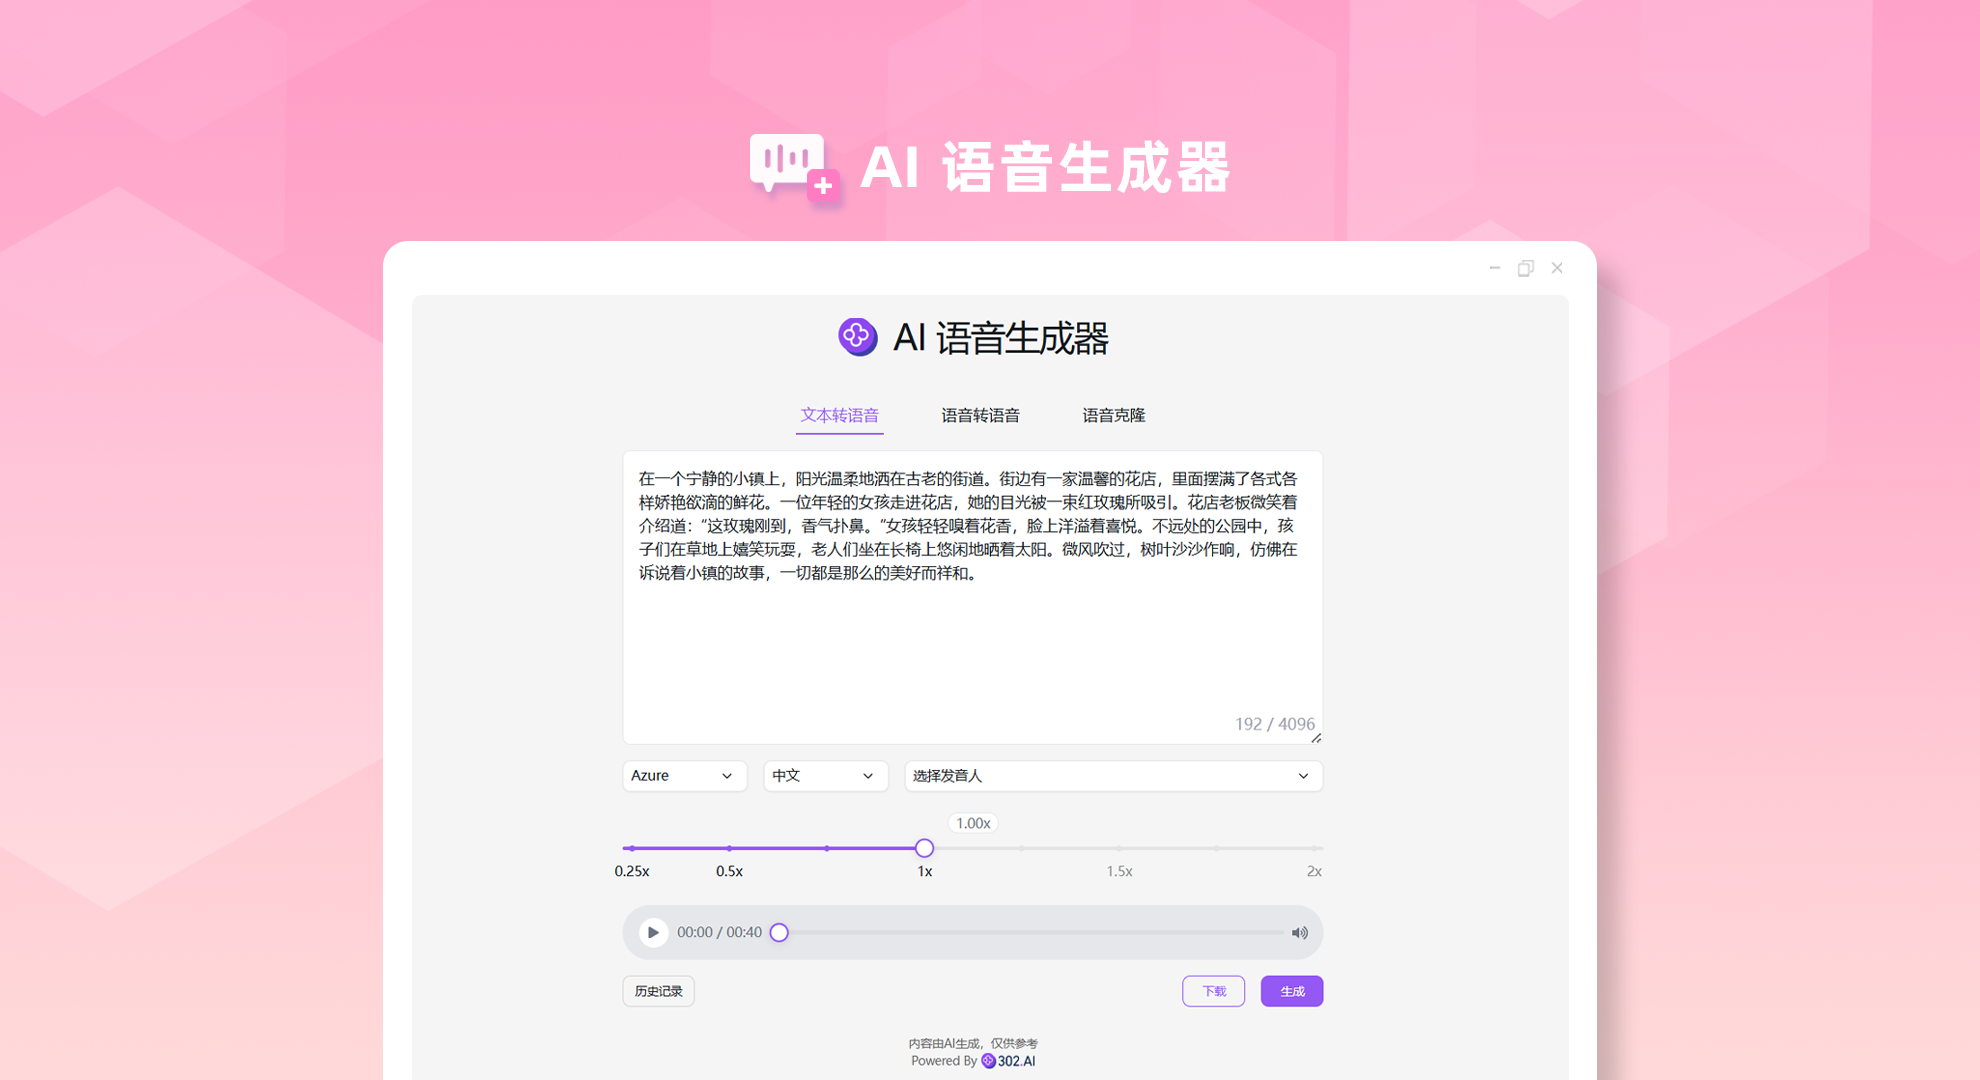 AI 语音生成器
AI 语音生成器
文本转语音 语音转语音 语音克隆
在一个宁静的小镇上，阳光温柔地洒在古老的街道。街边有一家温馨的花店，里面摆满了各式各
样娇艳欲滴的鲜花。一位年轻的女孩走进花店，她的目光被一束红玫瑰所吸引。花店老板微笑着
介绍道：“这玫瑰刚到，香气扑鼻。”女孩轻轻嗅着花香，脸上洋溢着喜悦。不远处的公园中，孩
子们在草地上嬉笑玩耍，老人们坐在长椅上悠闲地晒着太阳。微风吹过，树叶沙沙作响，仿佛在
诉说着小镇的故事，一切都是那么的美好而祥和。
192 / 4096
Azure 中文 选择发音人
1.00x
0.25x 0.5x 1x 1.5x 2x
00:00 / 00:40
历史记录 下载 生成
内容由AI生成，仅供参考
Powered By 302.AI